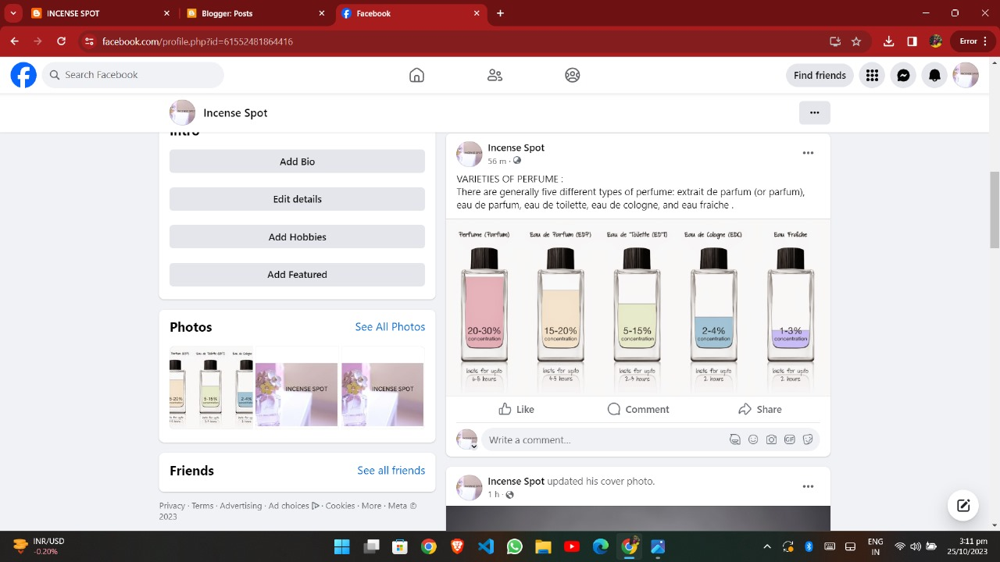 INCENSE SPOT
Blogger: Posts
Facebook
facebook.com/profile.php?id=61552481864416
Error
Search Facebook
Find friends
Incense Spot
Intro
Add Bio
Edit details
Add Hobbies
Add Featured
Photos
See All Photos
INCENSE SPOT
INCENSE SPOT
Friends
See all friends
Privacy · Terms · Advertising · Ad choices · Cookies · More · Meta ©
2023
Incense Spot
56 m ·
VARIETIES OF PERFUME :
There are generally five different types of perfume: extrait de parfum (or parfum),
eau de parfum, eau de toilette, eau de cologne, and eau fraiche .
Perfume (Parfum) Eau de Parfum (EDP) Eau de Toilette (EDT) Eau de Cologne (EDC) Eau Fraîche
20-30% 15-20% 5-15% 2-4% 1-3%
concentration concentration concentration concentration concentration
lasts for upto lasts for upto lasts for upto lasts for upto lasts for upto
6-8 hours 4-5 hours 2-3 hours 2 hours 2 hours
Like Comment Share
Write a comment...
GIF
Incense Spot updated his cover photo.
1 h ·
INR/USD
-0.20%
ENG
IN
3:11 pm
25/10/2023